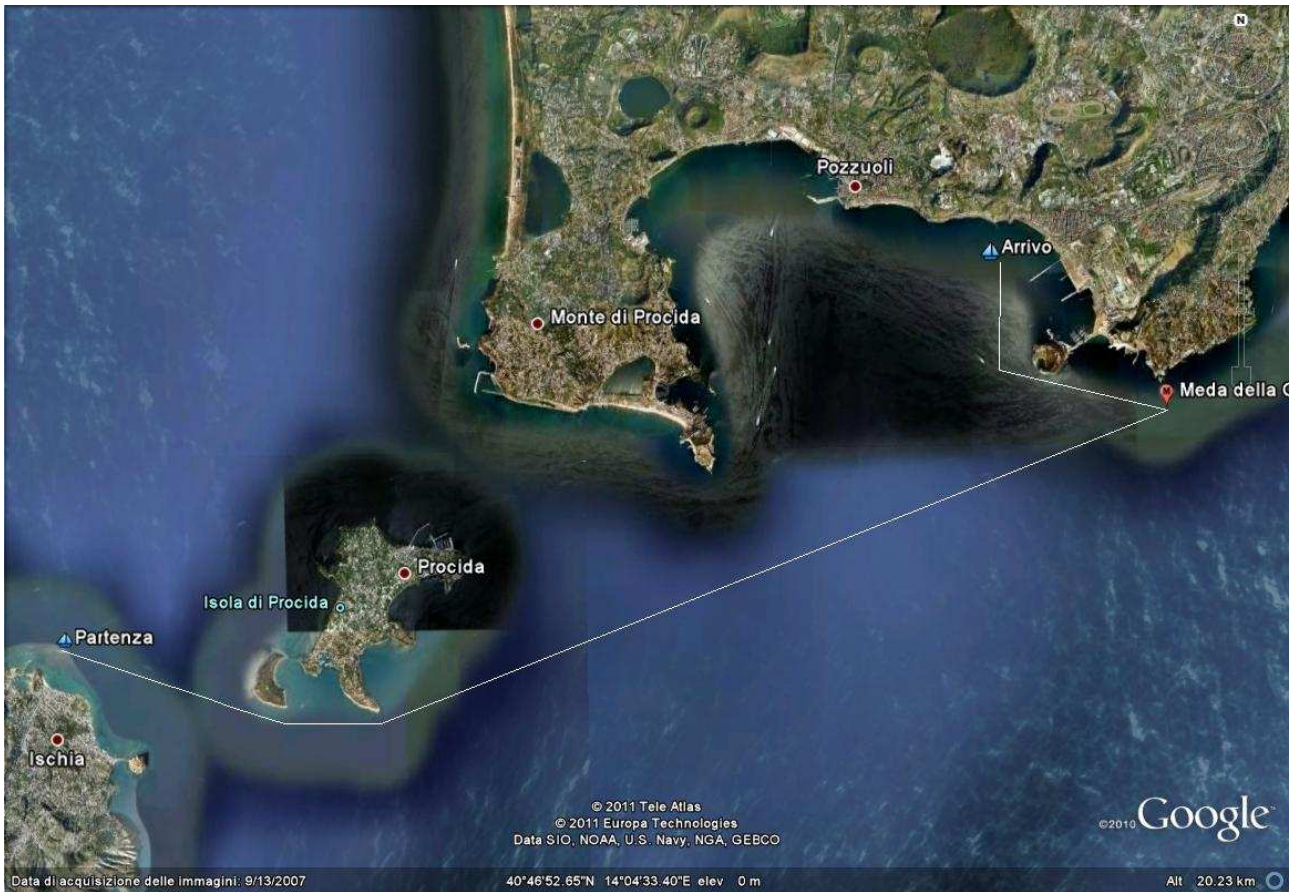 N
Pozzuoli
Arrivo
Monte di Procida
M
Meda della
Procida
Isola di Procida
Partenza
Ischia
© 2011 Tele Atlas
© 2011 Europa Technologies
Data SIO, NOAA, U.S. Navy, NGA, GEBCO
©2010 Google™
Data di acquisizione delle immagini: 9/13/2007 40°46'52.65"N 14°04'33.40"E elev 0 m Alt 20.23 km